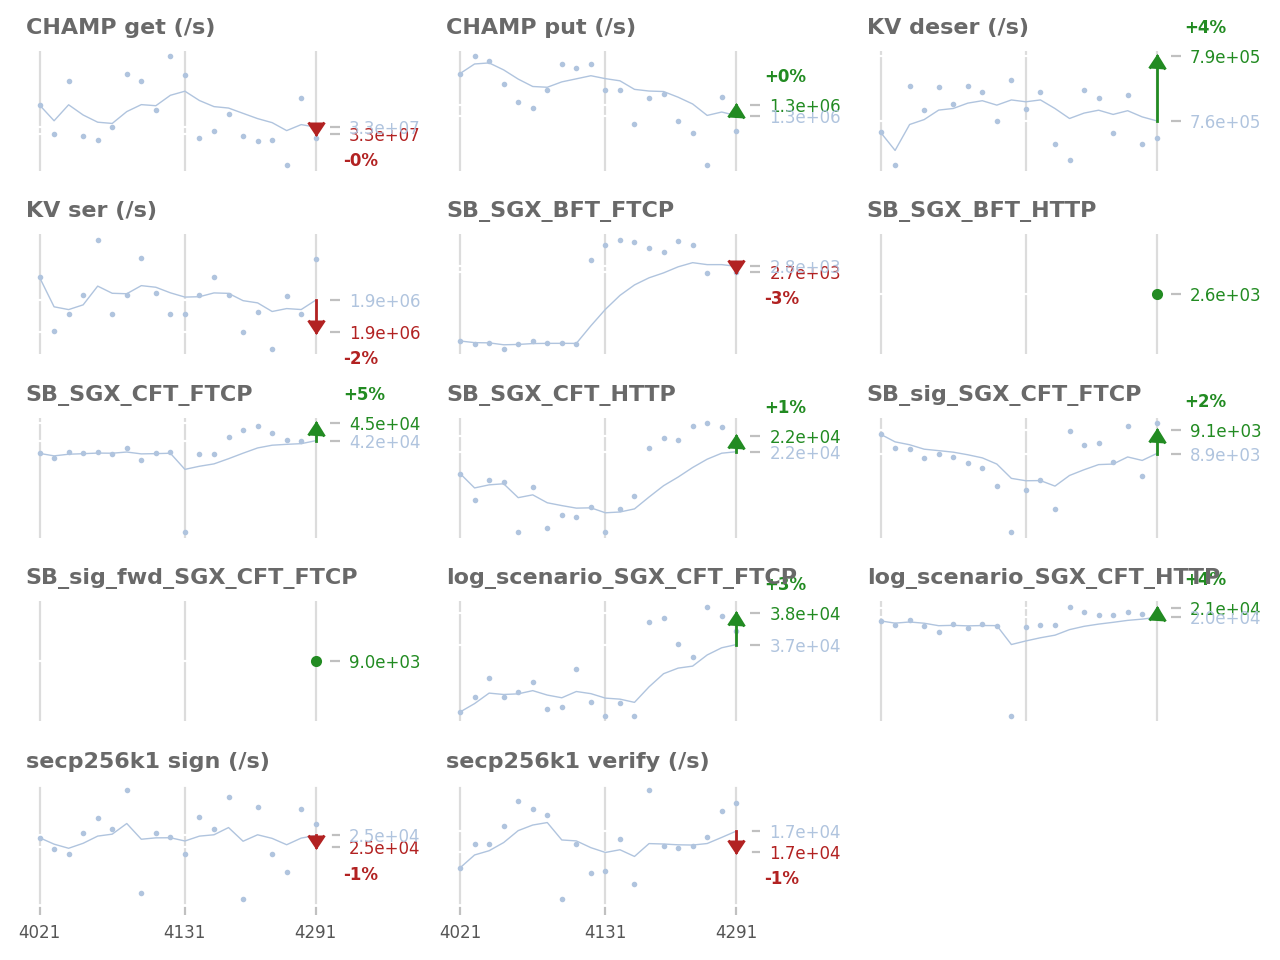 CHAMP get (/s)
3.3e+07
3.3e+07
-0%
CHAMP put (/s)
+0%
1.3e+06
1.3e+06
KV deser (/s)
+4%
7.9e+05
7.6e+05
KV ser (/s)
1.9e+06
1.9e+06
-2%
SB_SGX_BFT_FTCP
2.8e+03
2.7e+03
-3%
SB_SGX_BFT_HTTP
2.6e+03
SB_SGX_CFT_FTCP
+5%
4.5e+04
4.2e+04
SB_SGX_CFT_HTTP
+1%
2.2e+04
2.2e+04
SB_sig_SGX_CFT_FTCP
+2%
9.1e+03
8.9e+03
SB_sig_fwd_SGX_CFT_FTCP
9.0e+03
log_scenario_SGX_CFT_FTCP
+3%
3.8e+04
3.7e+04
log_scenario_SGX_CFT_HTTP
+4%
2.1e+04
2.0e+04
secp256k1 sign (/s)
2.5e+04
2.5e+04
-1%
secp256k1 verify (/s)
1.7e+04
1.7e+04
-1%
4021 4131 4291
4021 4131 4291